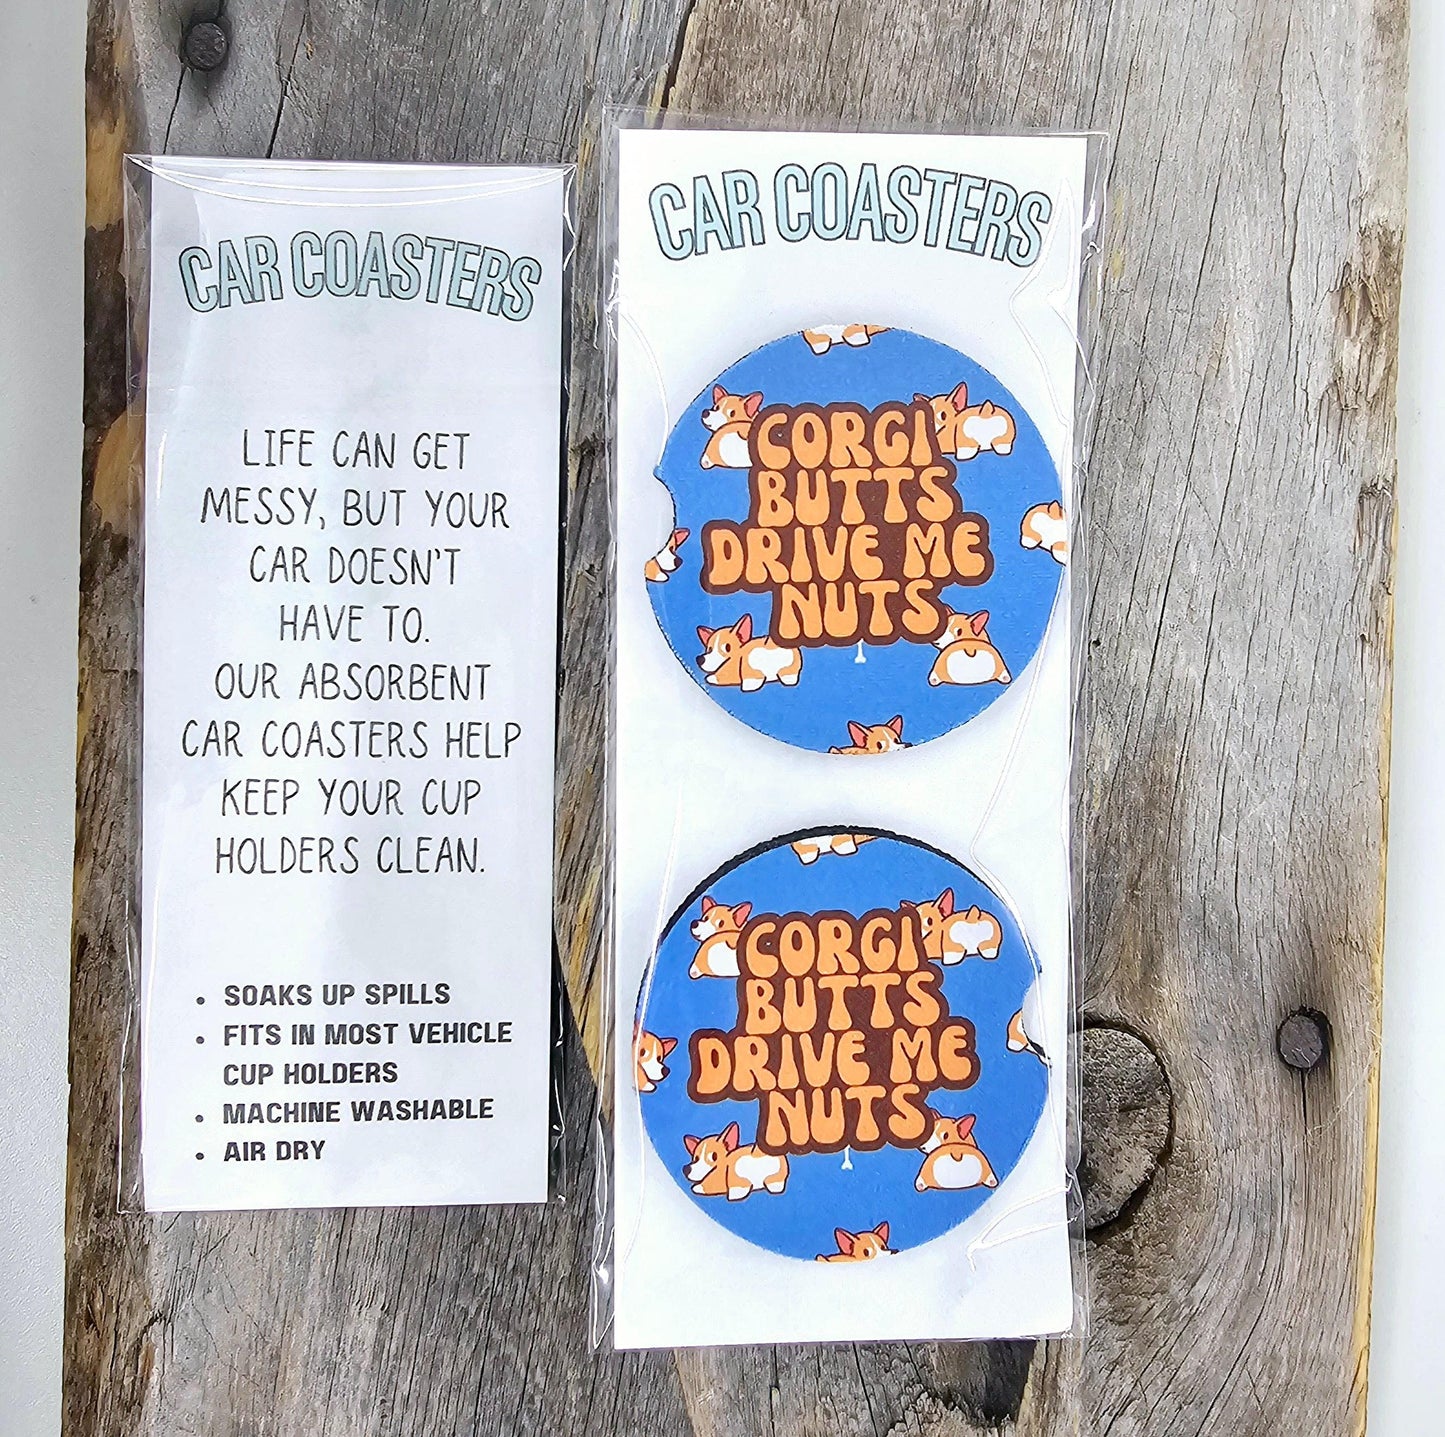 CAR COASTERS
LIFE CAN GET
MESSY, BUT YOUR
CAR DOESN'T
HAVE TO.
OUR ABSORBENT
CAR COASTERS HELP
KEEP YOUR CUP
HOLDERS CLEAN.
• SOAKS UP SPILLS
• FITS IN MOST VEHICLE
CUP HOLDERS
• MACHINE WASHABLE
• AIR DRY
CAR COASTERS
CORGI
BUTTS
DRIVE ME
NUTS
CORGI
BUTTS
DRIVE ME
NUTS